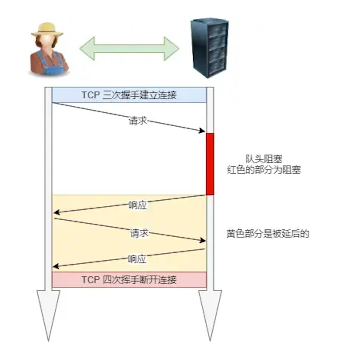 TCP 三次握手建立连接
请求
队头阻塞
红色的部分为阻塞
响应
请求
黄色部分是被延后的
响应
TCP 四次挥手断开连接